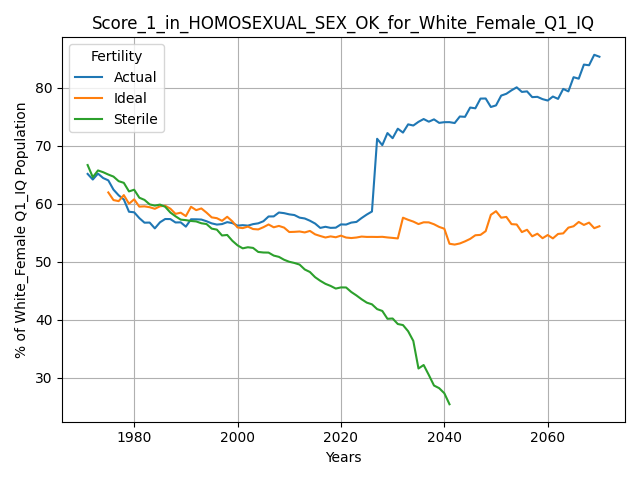 Score_1_in_HOMOSEXUAL_SEX_OK_for_White_Female_Q1_IQ
Fertility
Actual
Ideal
Sterile
% of White_Female Q1_IQ Population
80
70
60
50
40
30
1980
2000
2020
2040
2060
Years